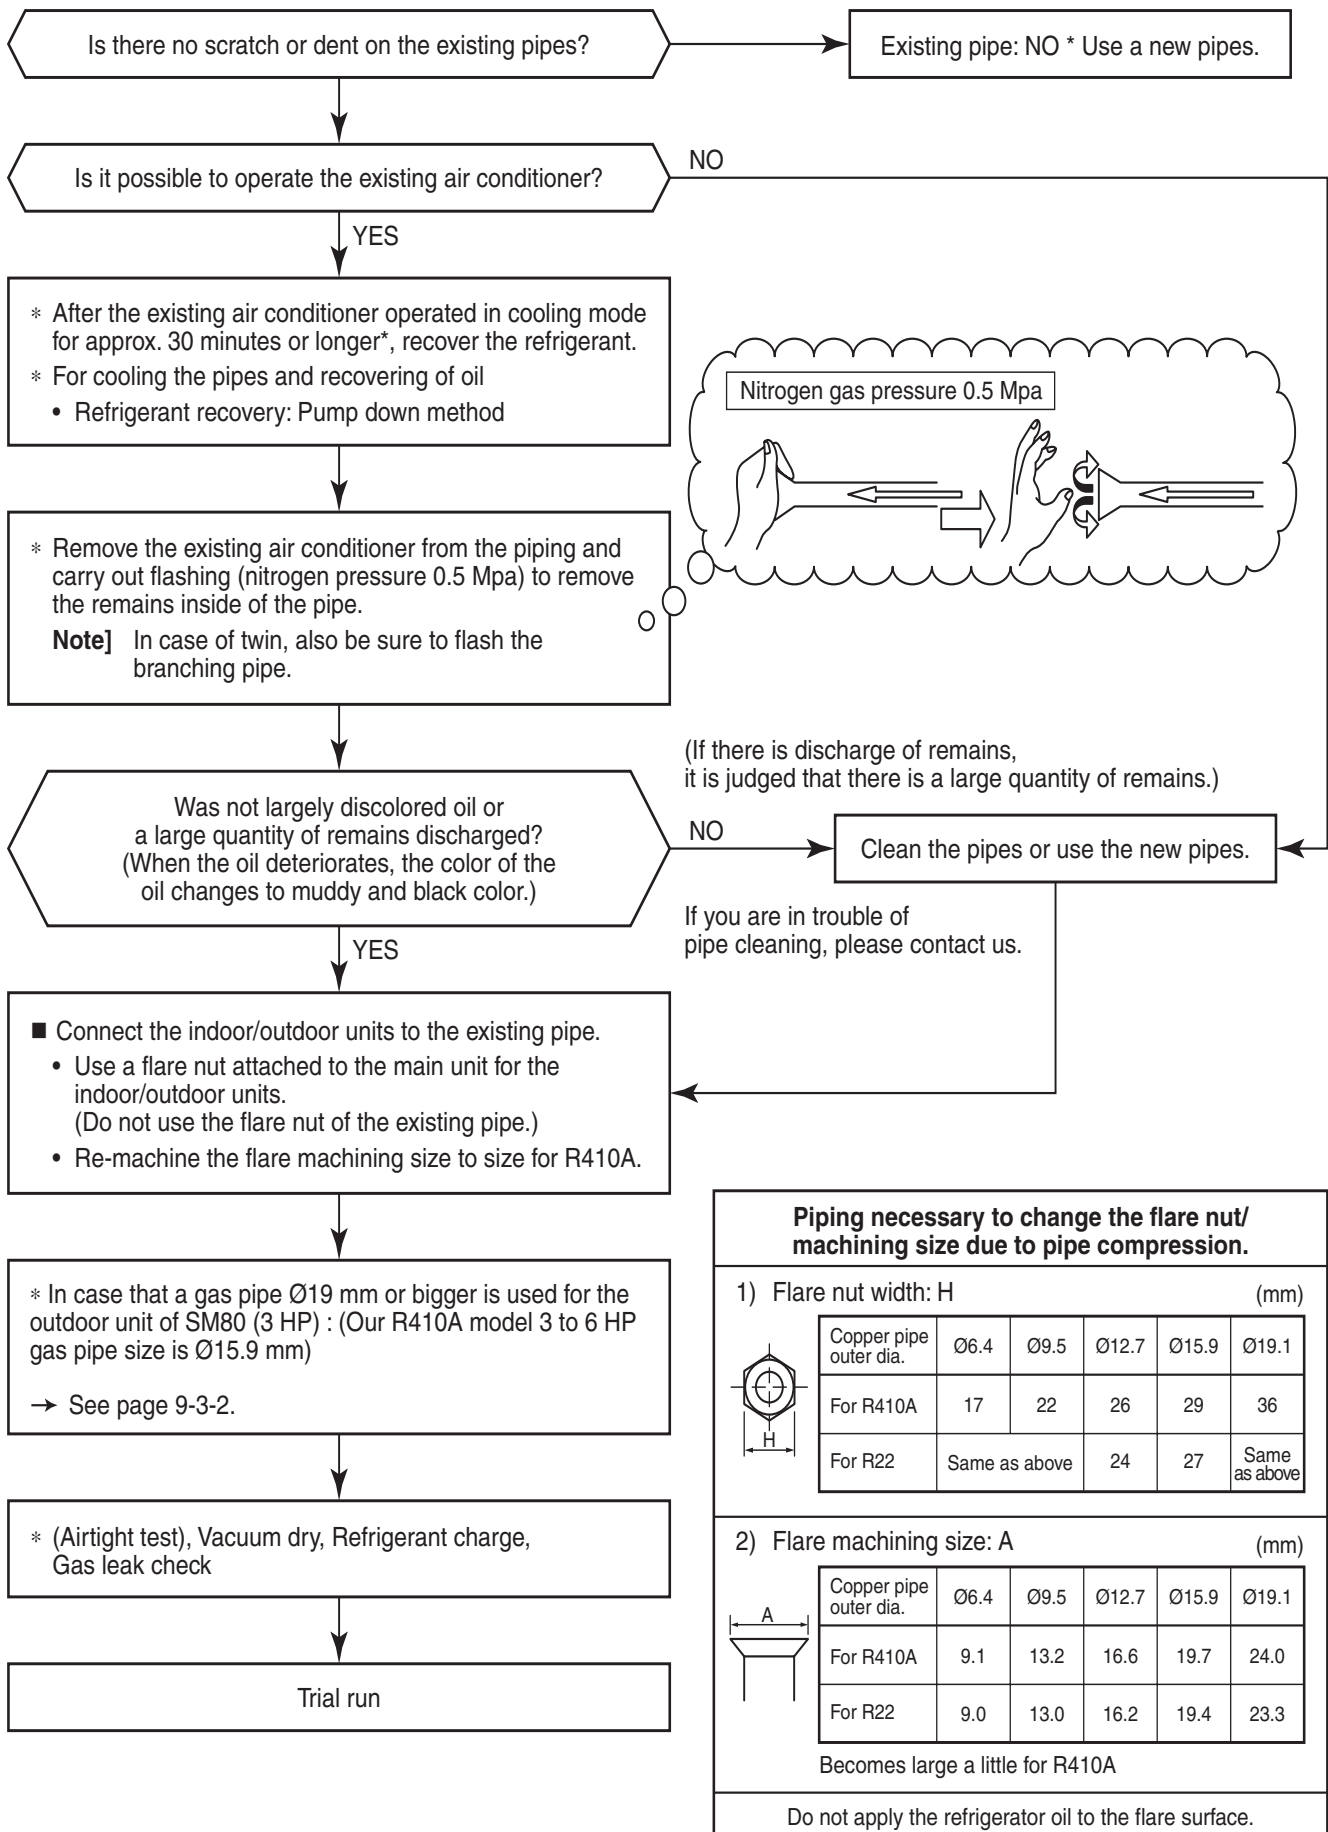 Is there no scratch or dent on the existing pipes?
Existing pipe: NO * Use a new pipes.
Is it possible to operate the existing air conditioner?
NO
YES
* After the existing air conditioner operated in cooling mode
for approx. 30 minutes or longer*, recover the refrigerant.
* For cooling the pipes and recovering of oil
• Refrigerant recovery: Pump down method
Nitrogen gas pressure 0.5 Mpa
* Remove the existing air conditioner from the piping and
carry out flashing (nitrogen pressure 0.5 Mpa) to remove
the remains inside of the pipe.
Note] In case of twin, also be sure to flash the
branching pipe.
(If there is discharge of remains,
it is judged that there is a large quantity of remains.)
Was not largely discolored oil or
a large quantity of remains discharged?
(When the oil deteriorates, the color of the
oil changes to muddy and black color.)
NO
Clean the pipes or use the new pipes.
If you are in trouble of
pipe cleaning, please contact us.
YES
■ Connect the indoor/outdoor units to the existing pipe.
• Use a flare nut attached to the main unit for the
indoor/outdoor units.
(Do not use the flare nut of the existing pipe.)
• Re-machine the flare machining size to size for R410A.
* In case that a gas pipe Ø19 mm or bigger is used for the
outdoor unit of SM80 (3 HP) : (Our R410A model 3 to 6 HP
gas pipe size is Ø15.9 mm)
→ See page 9-3-2.
* (Airtight test), Vacuum dry, Refrigerant charge,
Gas leak check
Trial run
Piping necessary to change the flare nut/
machining size due to pipe compression.
1) Flare nut width: H (mm)
Copper pipe
outer dia. Ø6.4 Ø9.5 Ø12.7 Ø15.9 Ø19.1
For R410A 17 22 26 29 36
H
For R22 Same as above 24 27 Same
as above
2) Flare machining size: A (mm)
Copper pipe
outer dia. Ø6.4 Ø9.5 Ø12.7 Ø15.9 Ø19.1
A
For R410A 9.1 13.2 16.6 19.7 24.0
For R22 9.0 13.0 16.2 19.4 23.3
Becomes large a little for R410A
Do not apply the refrigerator oil to the flare surface.